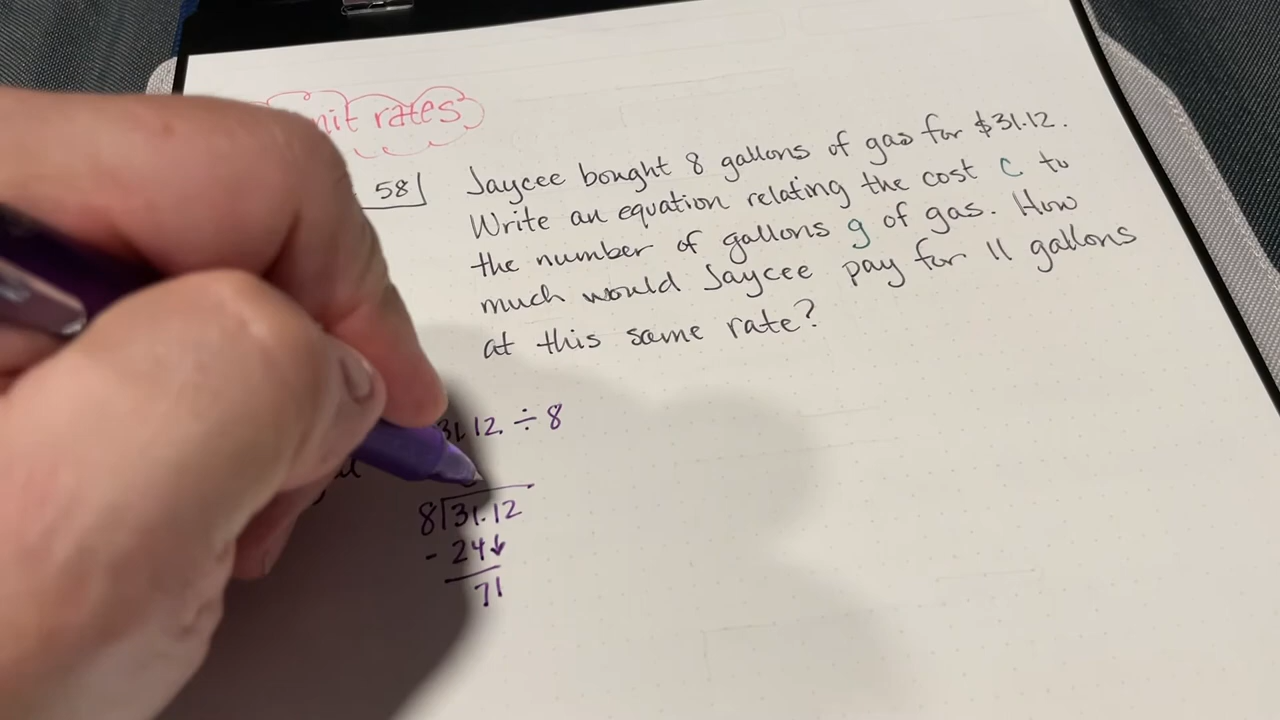 rates
58
Jaycee bought 8 gallons of gas for $31.12.
Write an equation relating the cost C to
the number of gallons g of gas. How
much would Jaycee pay for 11 gallons
at this same rate?
31.12 ÷ 8
8 31.12
- 24↓
71